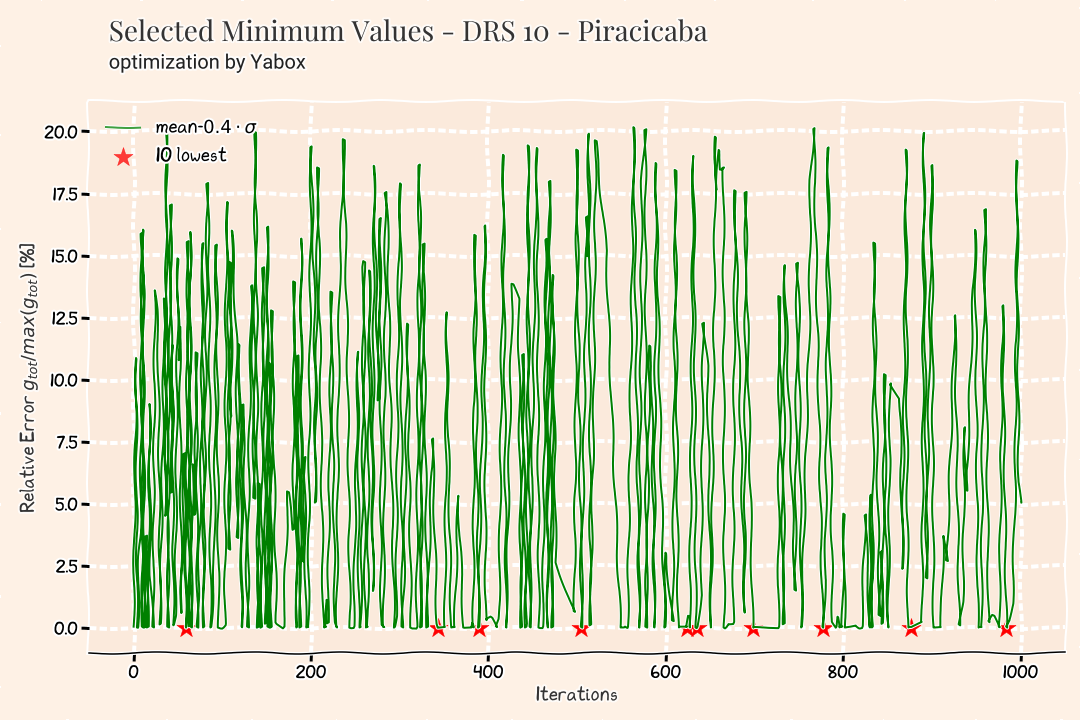 Selected Minimum Values - DRS 10 - Piracicaba
optimization by Yabox
mean-0.4 · σ
10 lowest
20.0
17.5
15.0
12.5
10.0
7.5
5.0
2.5
0.0
Relative Error g_tot/max(g_tot) [%]
0 200 400 600 800 1000
Iterations